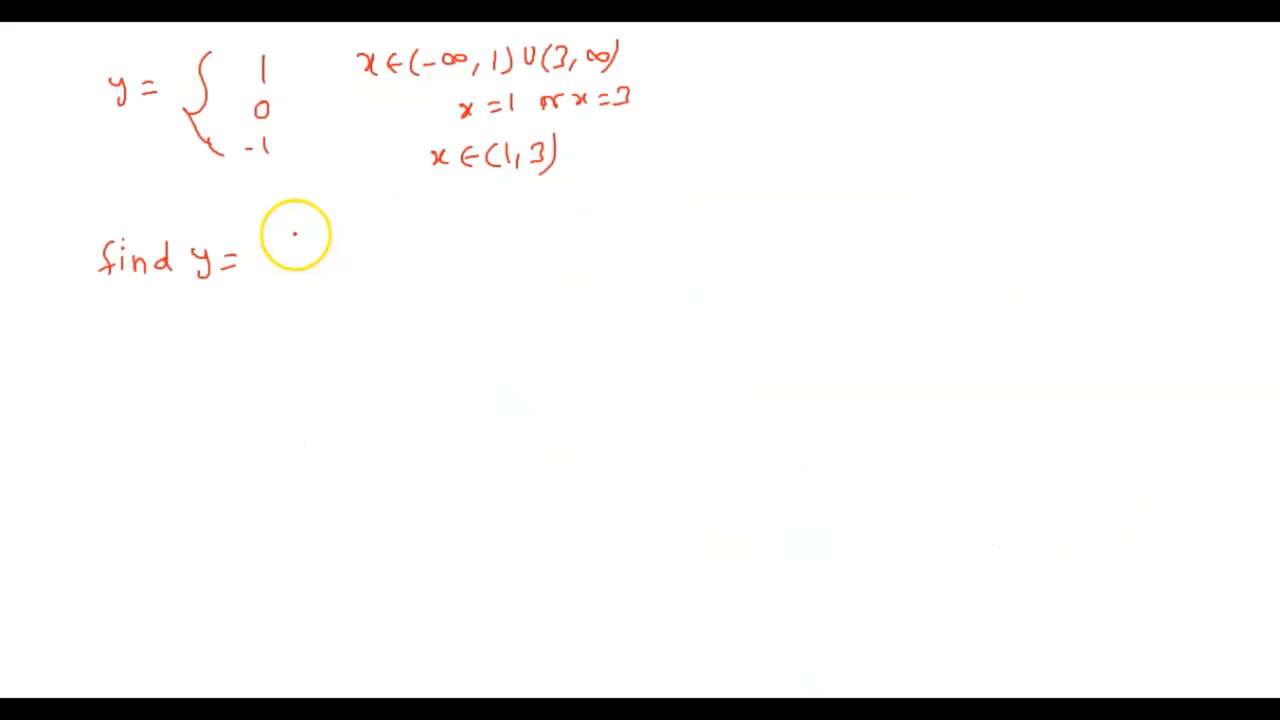 y = { 1 x ∈ (-∞, 1) ∪ (3, ∞)
0 x = 1 or x = 3
-1 x ∈ (1, 3)
find y =